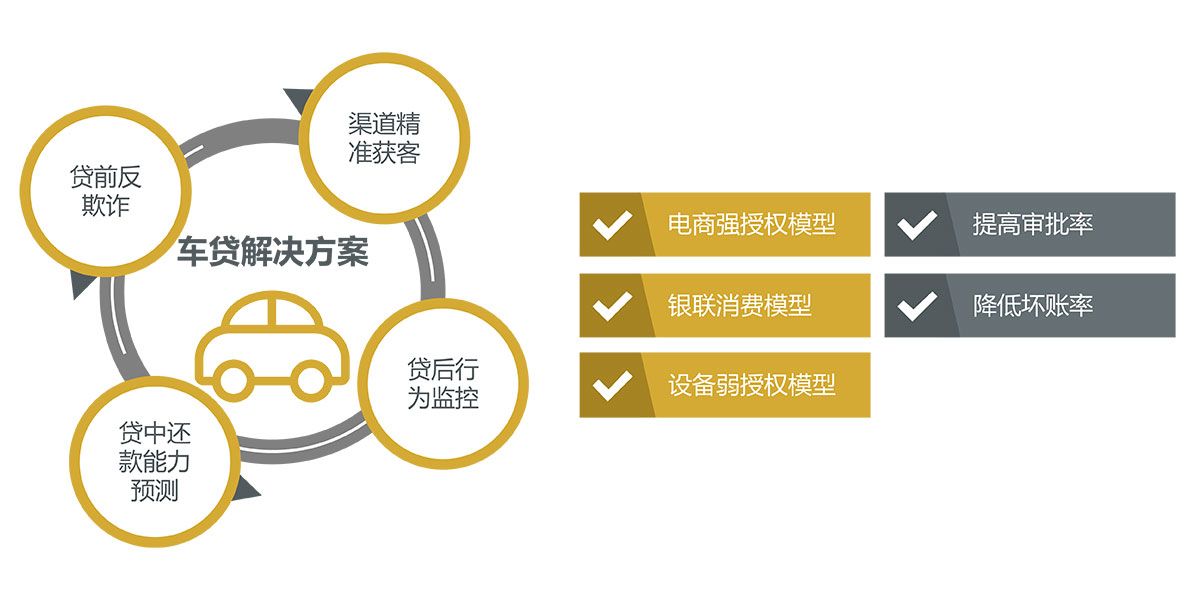 渠道精
准获客
贷前反
欺诈
车贷解决方案
贷后行
为监控
贷中还
款能力
预测
电商强授权模型
提高审批率
银联消费模型
降低坏账率
设备弱授权模型